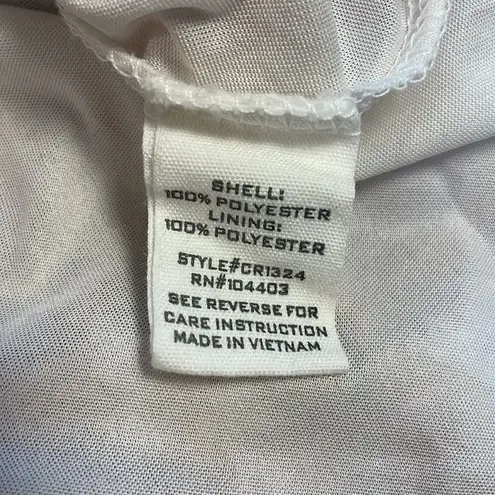 SHELL:
100% POLYESTER
LINING:
100% POLYESTER
STYLE#CR1324
RN#104403
SEE REVERSE FOR
CARE INSTRUCTION
MADE IN VIETNAM